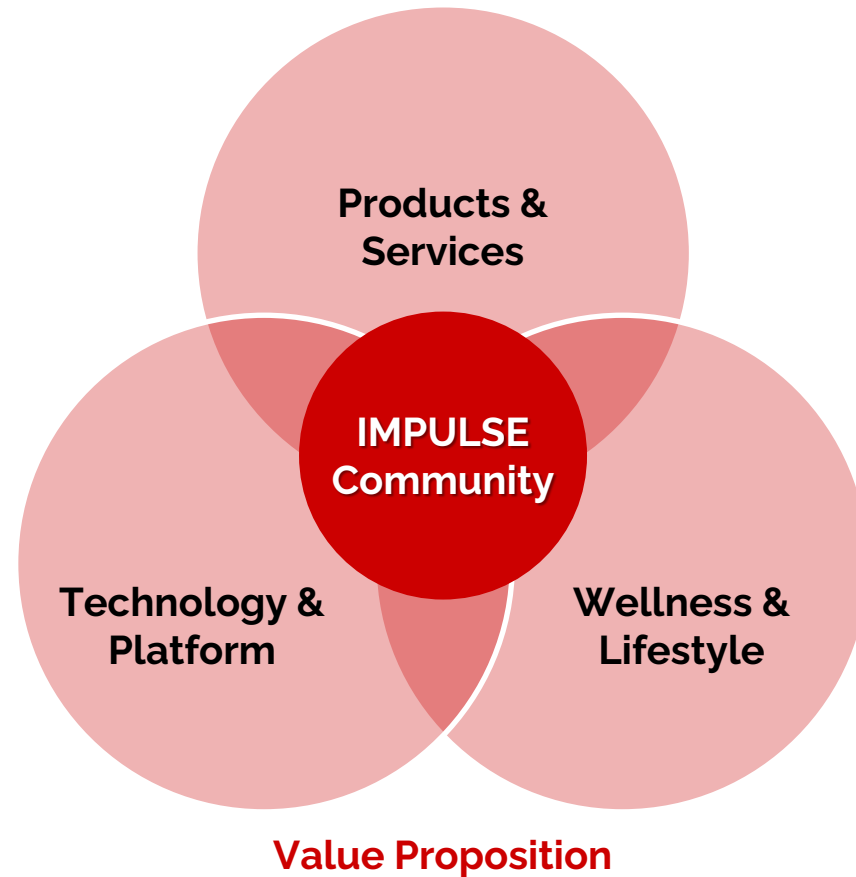 Products &
Services
IMPULSE
Community
Technology &
Platform
Wellness &
Lifestyle
Value Proposition